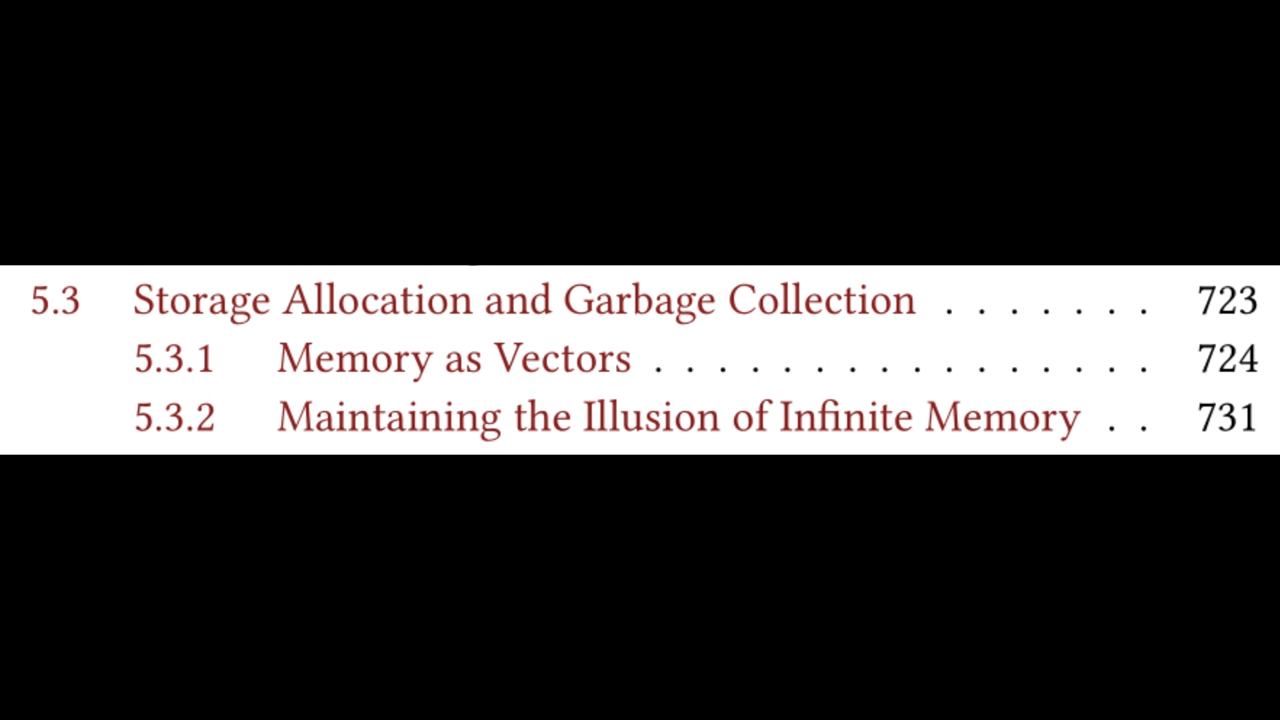 5.3 Storage Allocation and Garbage Collection . . . . . . . 723
5.3.1 Memory as Vectors . . . . . . . . . . . . . . . . 724
5.3.2 Maintaining the Illusion of Infinite Memory . . 731